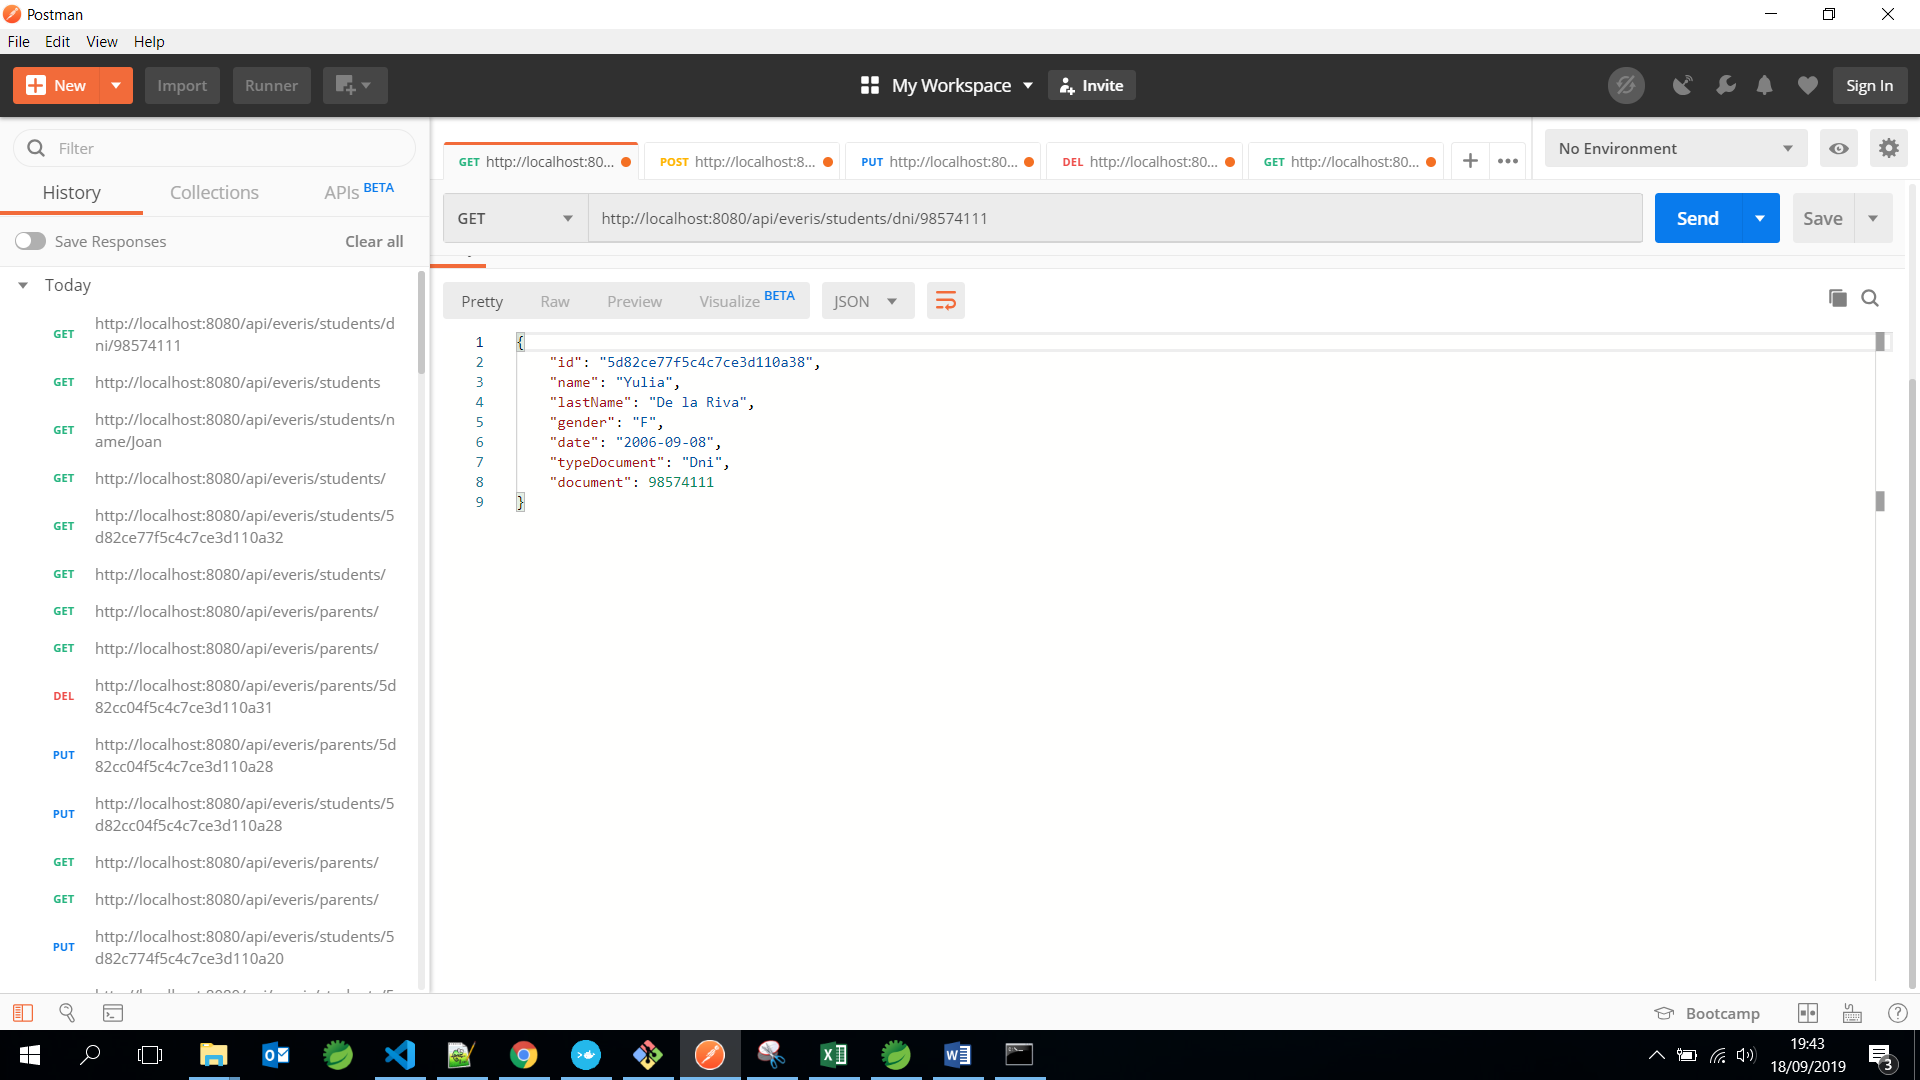 Postman
File Edit View Help
New Import Runner My Workspace Invite Sign In
Filter
History Collections APIs BETA
Save Responses Clear all
Today
GET http://localhost:8080/api/everis/students/d
ni/98574111
GET http://localhost:8080/api/everis/students
GET http://localhost:8080/api/everis/students/n
ame/Joan
GET http://localhost:8080/api/everis/students/
GET http://localhost:8080/api/everis/students/5
d82ce77f5c4c7ce3d110a32
GET http://localhost:8080/api/everis/students/
GET http://localhost:8080/api/everis/parents/
GET http://localhost:8080/api/everis/parents/
DEL http://localhost:8080/api/everis/parents/5d
82cc04f5c4c7ce3d110a31
PUT http://localhost:8080/api/everis/parents/5d
82cc04f5c4c7ce3d110a28
PUT http://localhost:8080/api/everis/students/5
d82cc04f5c4c7ce3d110a28
GET http://localhost:8080/api/everis/parents/
GET http://localhost:8080/api/everis/parents/
PUT http://localhost:8080/api/everis/students/5
d82c774f5c4c7ce3d110a20
GET http://localhost:80... POST http://localhost:8... PUT http://localhost:80... DEL http://localhost:80... GET http://localhost:80... No Environment
GET http://localhost:8080/api/everis/students/dni/98574111 Send Save
Pretty Raw Preview Visualize BETA JSON
1 {
2 "id": "5d82ce77f5c4c7ce3d110a38",
3 "name": "Yulia",
4 "lastName": "De la Riva",
5 "gender": "F",
6 "date": "2006-09-08",
7 "typeDocument": "Dni",
8 "document": 98574111
9 }
Bootcamp
19:43
18/09/2019
3